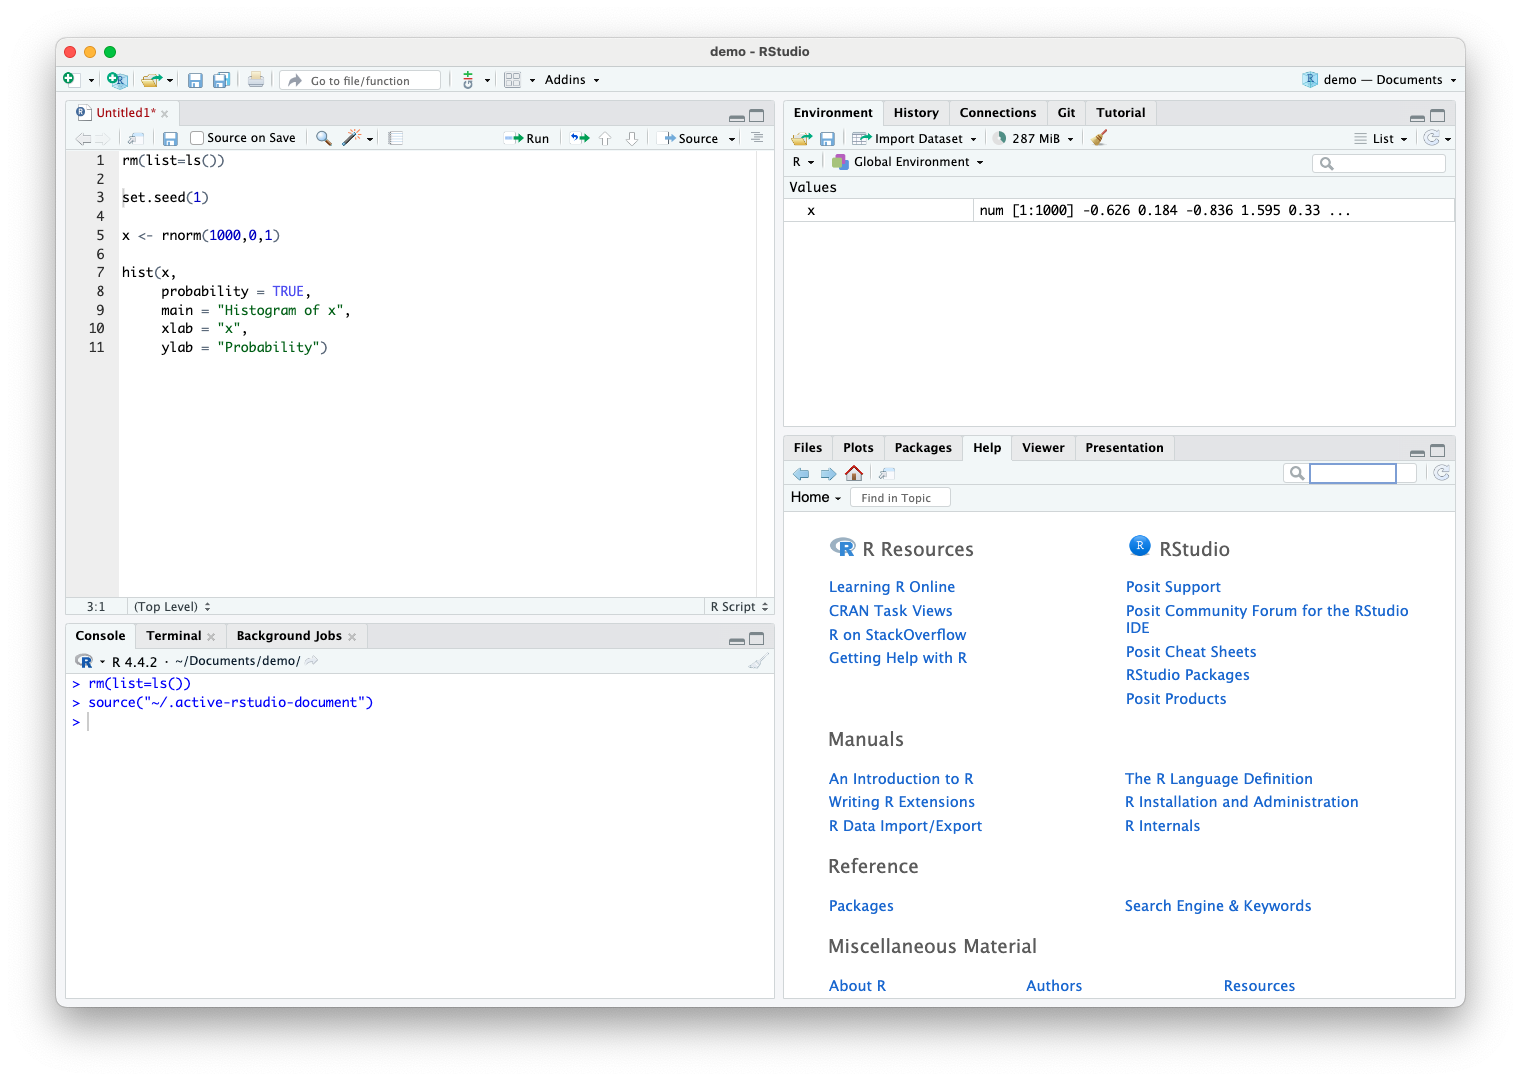 demo - RStudio
Go to file/function
Addins
demo — Documents
Untitled1*
Source on Save
Run
Source
1 rm(list=ls())
2
3 set.seed(1)
4
5 x <- rnorm(1000,0,1)
6
7 hist(x,
8      probability = TRUE,
9      main = "Histogram of x",
10      xlab = "x",
11      ylab = "Probability")
3:1 (Top Level) R Script
Console Terminal Background Jobs
R 4.4.2 · ~/Documents/demo/
> rm(list=ls())
> source("~/.active-rstudio-document")
>
Environment History Connections Git Tutorial
Import Dataset 287 MiB List
R Global Environment
Values
x num [1:1000] -0.626 0.184 -0.836 1.595 0.33 ...
Files Plots Packages Help Viewer Presentation
Home Find in Topic
R Resources
Learning R Online
CRAN Task Views
R on StackOverflow
Getting Help with R
R RStudio
Posit Support
Posit Community Forum for the RStudio
IDE
Posit Cheat Sheets
RStudio Packages
Posit Products
Manuals
An Introduction to R The R Language Definition
Writing R Extensions R Installation and Administration
R Data Import/Export R Internals
Reference
Packages Search Engine & Keywords
Miscellaneous Material
About R Authors Resources